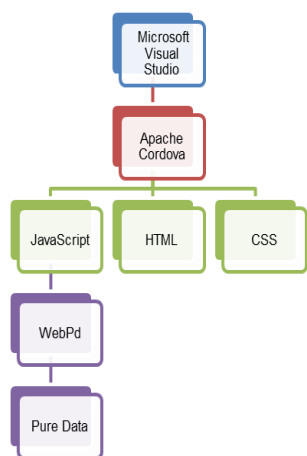 Microsoft
Visual
Studio
Apache
Cordova
JavaScript
HTML
CSS
WebPd
Pure Data